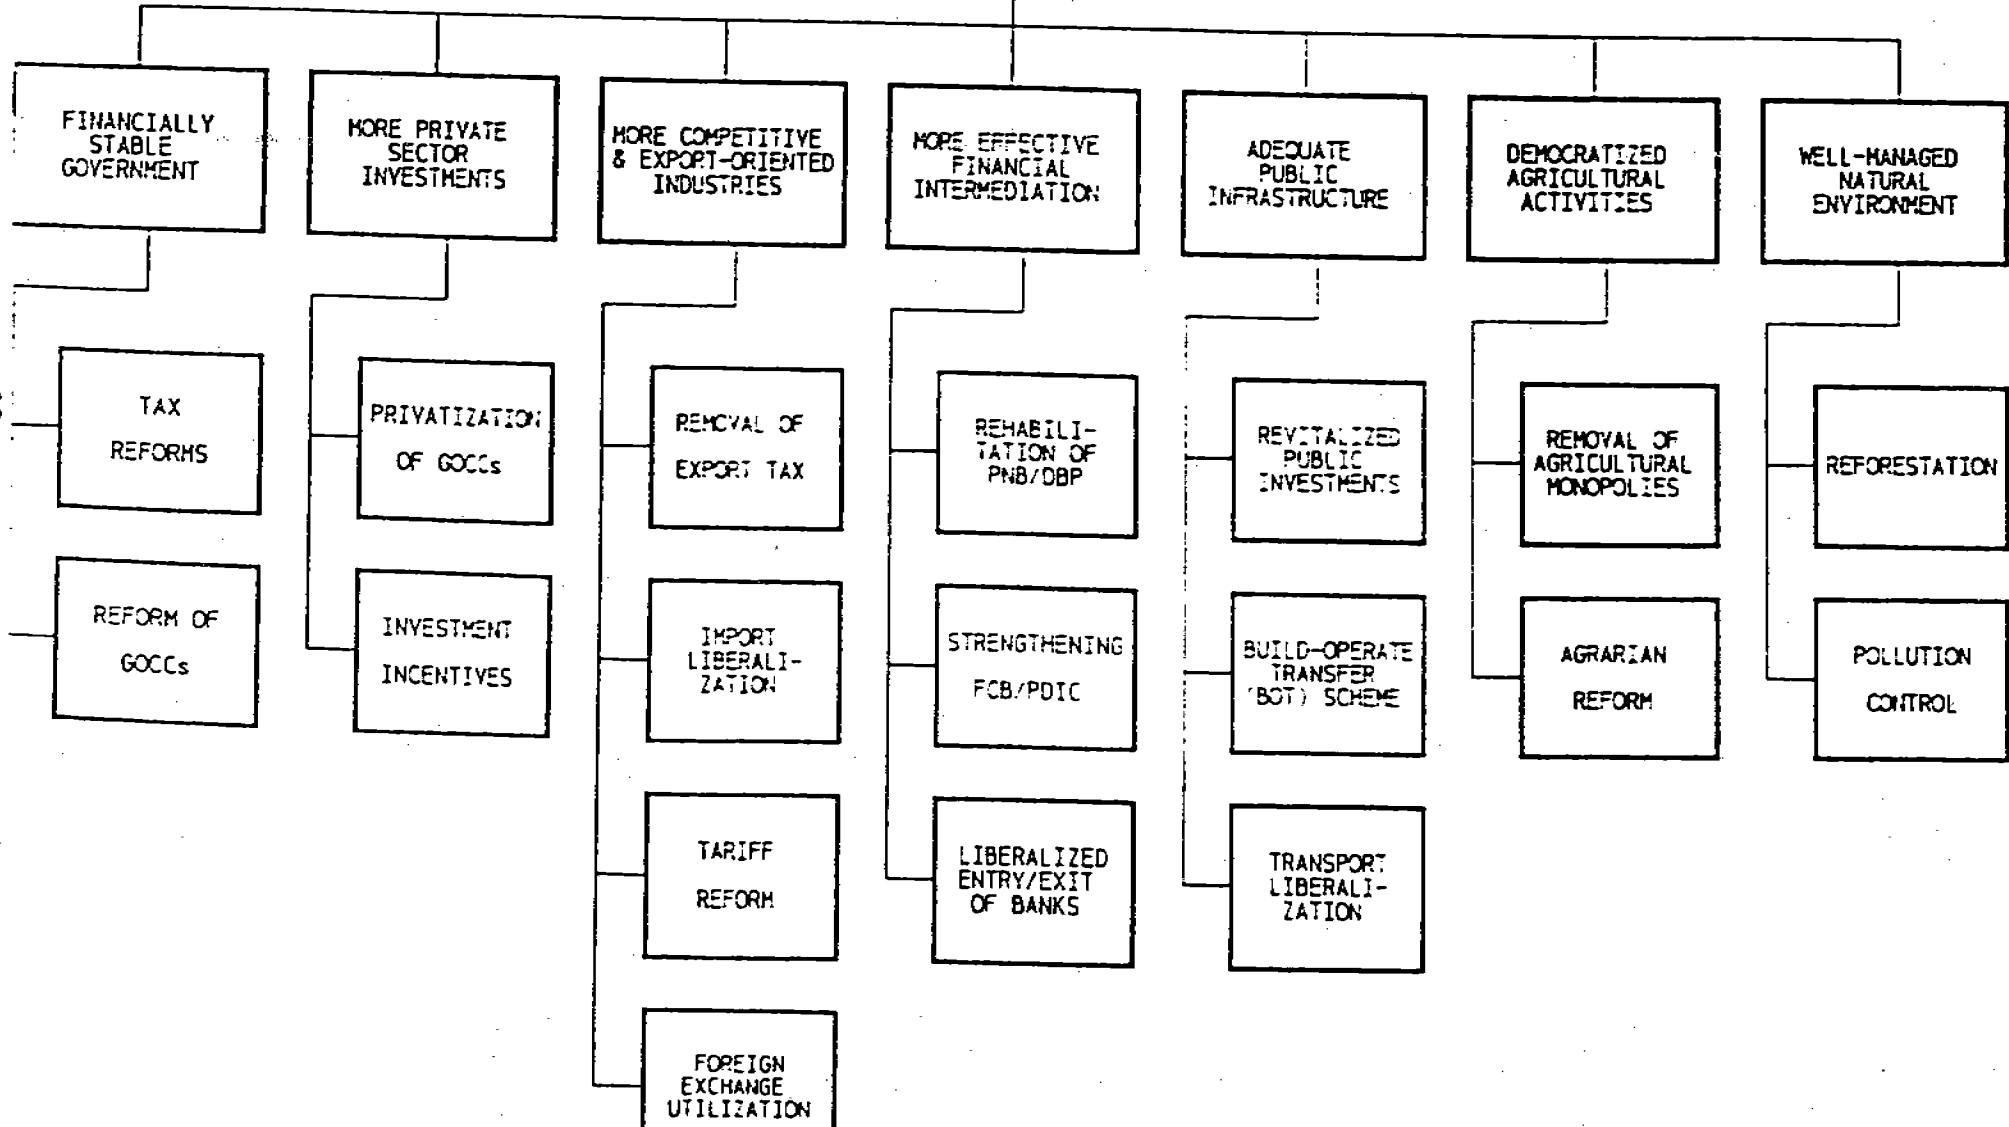 FINANCIALLY
STABLE
GOVERNMENT
MORE PRIVATE
SECTOR
INVESTMENTS
MORE COMPETITIVE
& EXPORT-ORIENTED
INDUSTRIES
MORE EFFECTIVE
FINANCIAL
INTERMEDIATION
ADEQUATE
PUBLIC
INFRASTRUCTURE
DEMOCRATIZED
AGRICULTURAL
ACTIVITIES
WELL-MANAGED
NATURAL
ENVIRONMENT
TAX
REFORMS
PRIVATIZATION
OF GOCCs
REMOVAL OF
EXPORT TAX
REHABILI-
TATION OF
PNB/DBP
REVITALIZED
PUBLIC
INVESTMENTS
REMOVAL OF
AGRICULTURAL
MONOPOLIES
REFORESTATION
REFORM OF
GOCCs
INVESTMENT
INCENTIVES
IMPORT
LIBERALI-
ZATION
STRENGTHENING
FCB/PDIC
BUILD-OPERATE
TRANSFER
(BOT) SCHEME
AGRARIAN
REFORM
POLLUTION
CONTROL
TARIFF
REFORM
LIBERALIZED
ENTRY/EXIT
OF BANKS
TRANSPORT
LIBERALI-
ZATION
FOREIGN
EXCHANGE
UTILIZATION